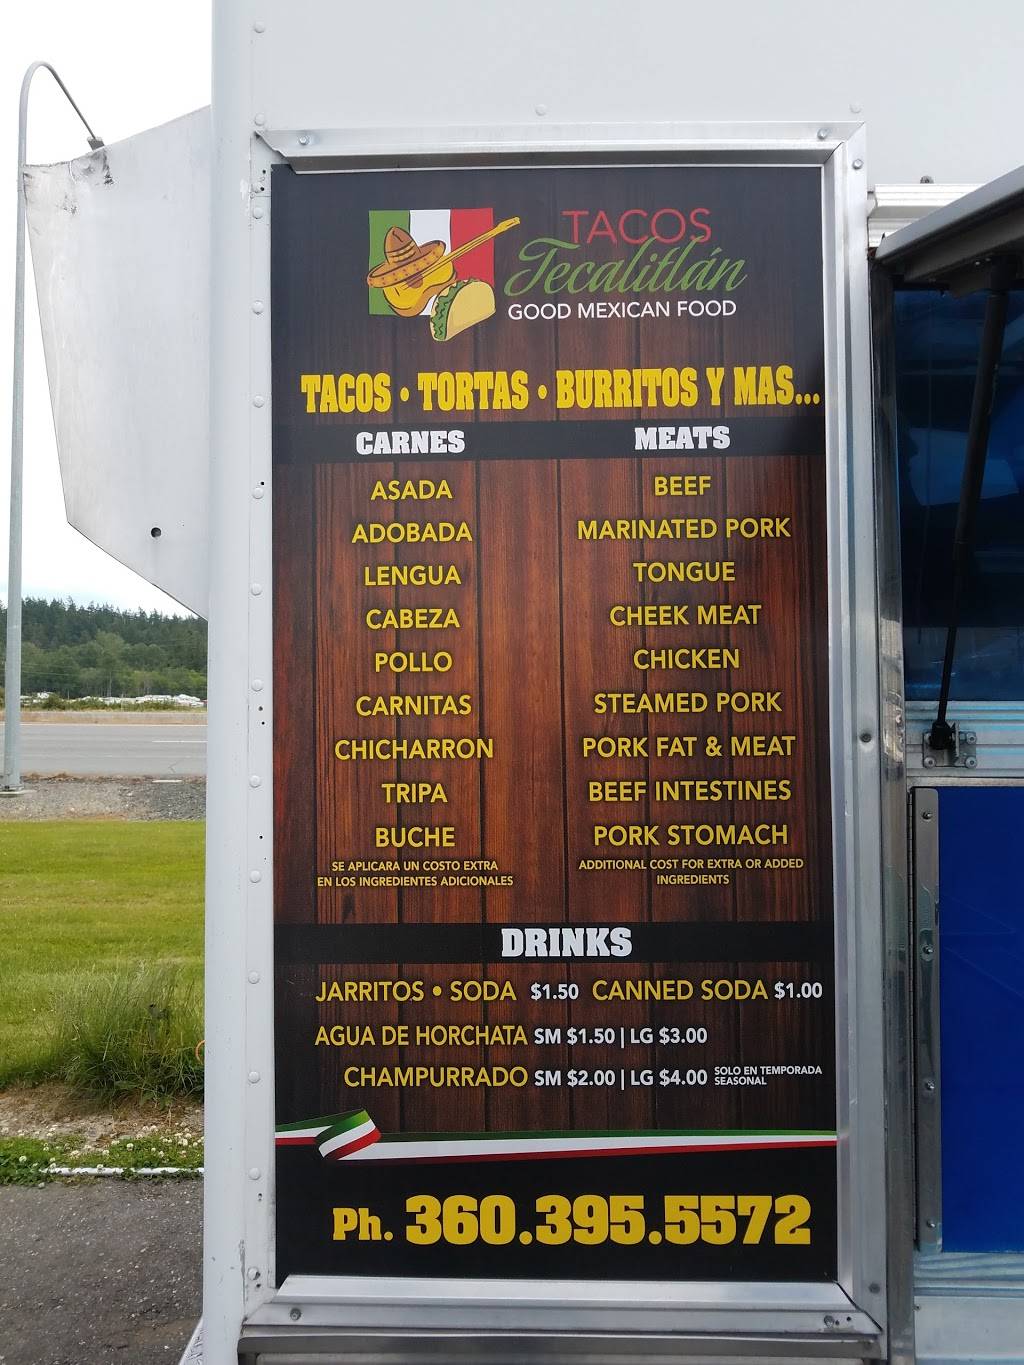 TACOS
Tecalitlán
GOOD MEXICAN FOOD
TACOS • TORTAS • BURRITOS Y MAS...
CARNES MEATS
ASADA BEEF
ADOBADA MARINATED PORK
LENGUA TONGUE
CABEZA CHEEK MEAT
POLLO CHICKEN
CARNITAS STEAMED PORK
CHICHARRON PORK FAT & MEAT
TRIPA BEEF INTESTINES
BUCHE PORK STOMACH
SE APLICARA UN COSTO EXTRA
EN LOS INGREDIENTES ADICIONALES
ADDITIONAL COST FOR EXTRA OR ADDED
INGREDIENTS
DRINKS
JARRITOS • SODA $1.50 CANNED SODA $1.00
AGUA DE HORCHATA SM $1.50 | LG $3.00
CHAMPURRADO SM $2.00 | LG $4.00 SOLO EN TEMPORADA
SEASONAL
Ph. 360.395.5572